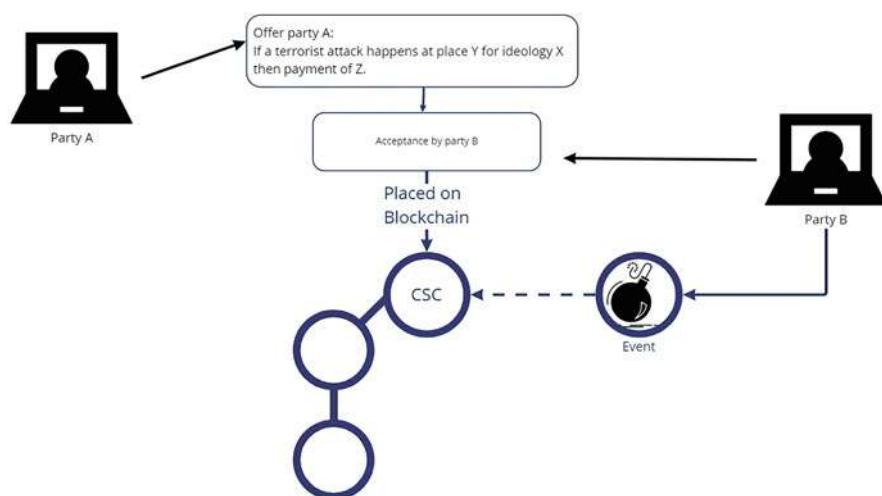 Offer party A:
If a terrorist attack happens at place Y for ideology X
then payment of Z.
Party A
Acceptance by party B
Placed on
Blockchain
Party B
CSC
Event